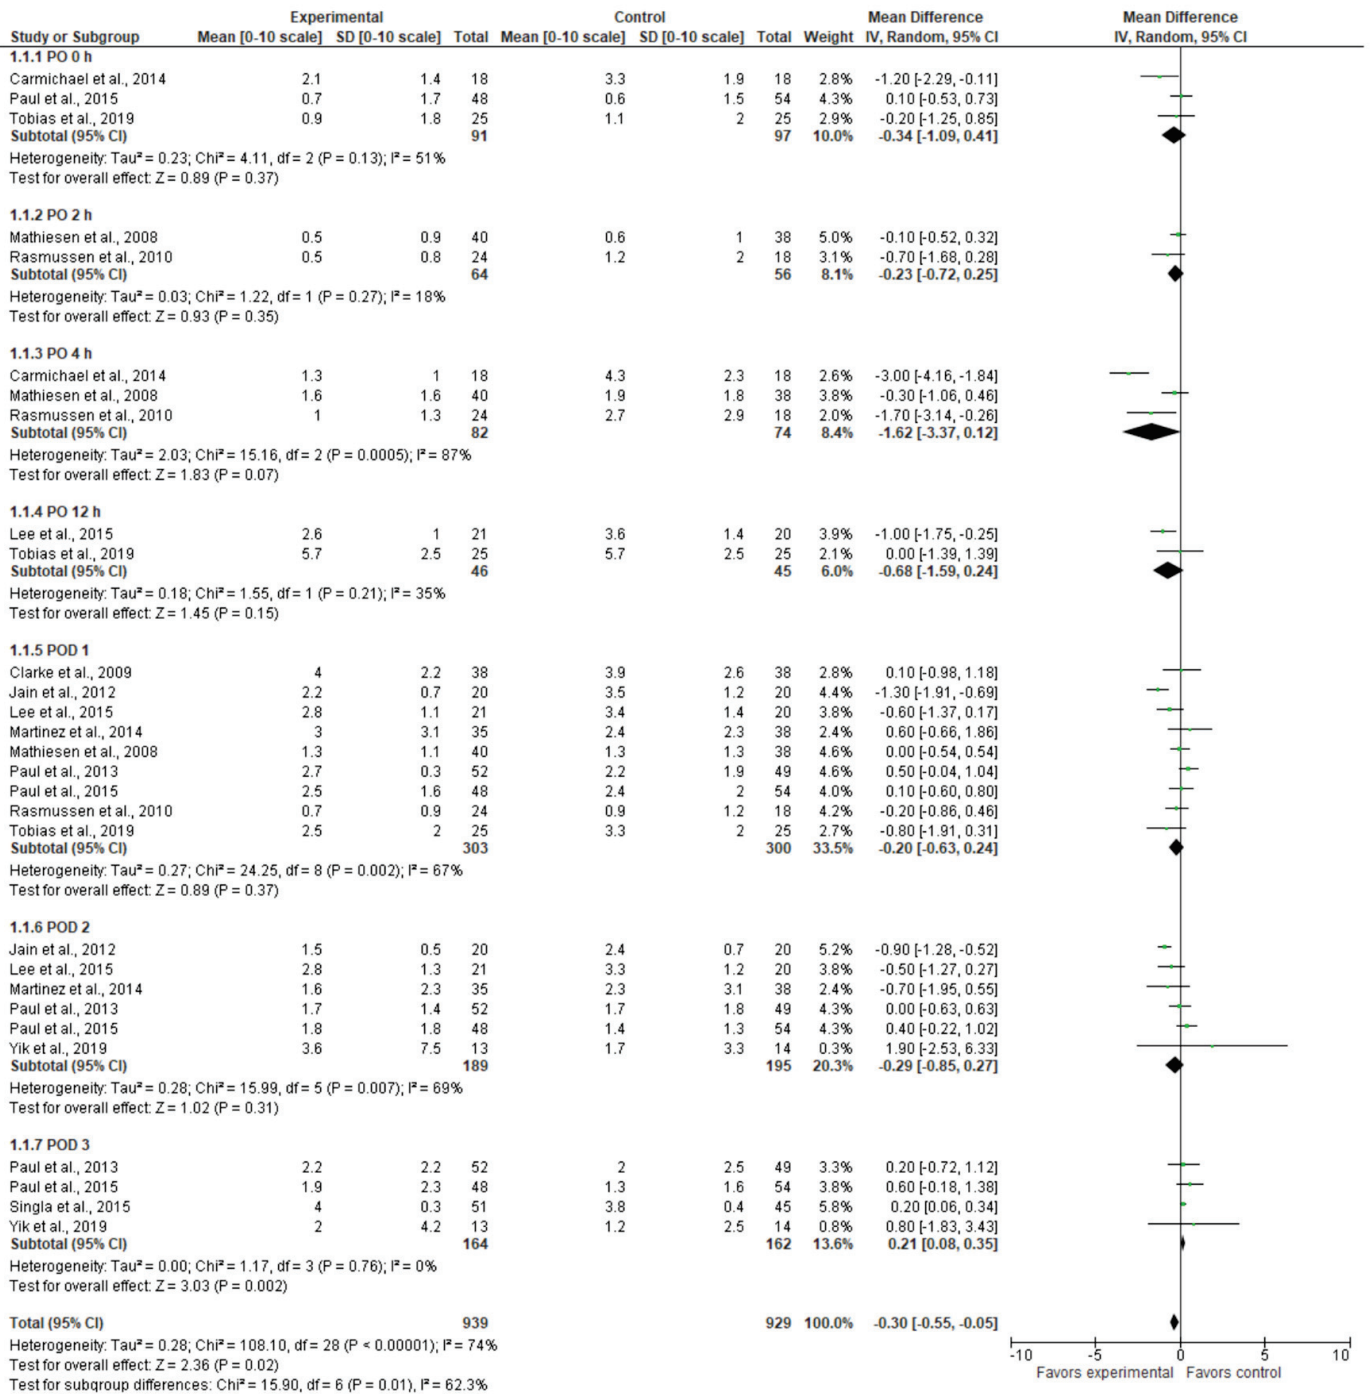 Experimental Control Mean Difference Mean Difference
Study or Subgroup Mean [0-10 scale] SD [0-10 scale] Total Mean [0-10 scale] SD [0-10 scale] Total Weight IV, Random, 95% CI IV, Random, 95% CI
1.1.1 PO 0 h
Carmichael et al., 2014 2.1 1.4 18 3.3 1.9 18 2.8% -1.20 [-2.29, -0.11]
Paul et al., 2015 0.7 1.7 48 0.6 1.5 54 4.3% 0.10 [-0.53, 0.73]
Tobias et al., 2019 0.9 1.8 25 1.1 2 25 2.9% -0.20 [-1.25, 0.85]
Subtotal (95% CI) 91 97 10.0% -0.34 [-1.09, 0.41]
Heterogeneity: Tau² = 0.23; Chi² = 4.11, df = 2 (P = 0.13); I² = 51%
Test for overall effect: Z = 0.89 (P = 0.37)
1.1.2 PO 2 h
Mathiesen et al., 2008 0.5 0.9 40 0.6 1 38 5.0% -0.10 [-0.52, 0.32]
Rasmussen et al., 2010 0.5 0.8 24 1.2 2 18 3.1% -0.70 [-1.68, 0.28]
Subtotal (95% CI) 64 56 8.1% -0.23 [-0.72, 0.25]
Heterogeneity: Tau² = 0.03; Chi² = 1.22, df = 1 (P = 0.27); I² = 18%
Test for overall effect: Z = 0.93 (P = 0.35)
1.1.3 PO 4 h
Carmichael et al., 2014 1.3 1 18 4.3 2.3 18 2.6% -3.00 [-4.16, -1.84]
Mathiesen et al., 2008 1.6 1.6 40 1.9 1.8 38 3.8% -0.30 [-1.06, 0.46]
Rasmussen et al., 2010 1 1.3 24 2.7 2.9 18 2.0% -1.70 [-3.14, -0.26]
Subtotal (95% CI) 82 74 8.4% -1.62 [-3.37, 0.12]
Heterogeneity: Tau² = 2.03; Chi² = 15.16, df = 2 (P = 0.0005); I² = 87%
Test for overall effect: Z = 1.83 (P = 0.07)
1.1.4 PO 12 h
Lee et al., 2015 2.6 1 21 3.6 1.4 20 3.9% -1.00 [-1.75, -0.25]
Tobias et al., 2019 5.7 2.5 25 5.7 2.5 25 2.1% 0.00 [-1.39, 1.39]
Subtotal (95% CI) 46 45 6.0% -0.68 [-1.59, 0.24]
Heterogeneity: Tau² = 0.18; Chi² = 1.55, df = 1 (P = 0.21); I² = 35%
Test for overall effect: Z = 1.45 (P = 0.15)
1.1.5 POD 1
Clarke et al., 2009 4 2.2 38 3.9 2.6 38 2.8% 0.10 [-0.98, 1.18]
Jain et al., 2012 2.2 0.7 20 3.5 1.2 20 4.4% -1.30 [-1.91, -0.69]
Lee et al., 2015 2.8 1.1 21 3.4 1.4 20 3.8% -0.60 [-1.37, 0.17]
Martinez et al., 2014 3 3.1 35 2.4 2.3 38 2.4% 0.60 [-0.66, 1.86]
Mathiesen et al., 2008 1.3 1.1 40 1.3 1.3 38 4.6% 0.00 [-0.54, 0.54]
Paul et al., 2013 2.7 0.3 52 2.2 1.9 49 4.6% 0.50 [-0.04, 1.04]
Paul et al., 2015 2.5 1.6 48 2.4 2 54 4.0% 0.10 [-0.60, 0.80]
Rasmussen et al., 2010 0.7 0.9 24 0.9 1.2 18 4.2% -0.20 [-0.86, 0.46]
Tobias et al., 2019 2.5 2 25 3.3 2 25 2.7% -0.80 [-1.91, 0.31]
Subtotal (95% CI) 303 300 33.5% -0.20 [-0.63, 0.24]
Heterogeneity: Tau² = 0.27; Chi² = 24.25, df = 8 (P = 0.002); I² = 67%
Test for overall effect: Z = 0.89 (P = 0.37)
1.1.6 POD 2
Jain et al., 2012 1.5 0.5 20 2.4 0.7 20 5.2% -0.90 [-1.28, -0.52]
Lee et al., 2015 2.8 1.3 21 3.3 1.2 20 3.8% -0.50 [-1.27, 0.27]
Martinez et al., 2014 1.6 2.3 35 2.3 3.1 38 2.4% -0.70 [-1.95, 0.55]
Paul et al., 2013 1.7 1.4 52 1.7 1.8 49 4.3% 0.00 [-0.63, 0.63]
Paul et al., 2015 1.8 1.8 48 1.4 1.3 54 4.3% 0.40 [-0.22, 1.02]
Yik et al., 2019 3.6 7.5 13 1.7 3.3 14 0.3% 1.90 [-2.53, 6.33]
Subtotal (95% CI) 189 195 20.3% -0.29 [-0.85, 0.27]
Heterogeneity: Tau² = 0.28; Chi² = 15.99, df = 5 (P = 0.007); I² = 69%
Test for overall effect: Z = 1.02 (P = 0.31)
1.1.7 POD 3
Paul et al., 2013 2.2 2.2 52 2 2.5 49 3.3% 0.20 [-0.72, 1.12]
Paul et al., 2015 1.9 2.3 48 1.3 1.6 54 3.8% 0.60 [-0.18, 1.38]
Singla et al., 2015 4 0.3 51 3.8 0.4 45 5.8% 0.20 [0.06, 0.34]
Yik et al., 2019 2 4.2 13 1.2 2.5 14 0.8% 0.80 [-1.83, 3.43]
Subtotal (95% CI) 164 162 13.6% 0.21 [0.08, 0.35]
Heterogeneity: Tau² = 0.00; Chi² = 1.17, df = 3 (P = 0.76); I² = 0%
Test for overall effect: Z = 3.03 (P = 0.002)
Total (95% CI) 939 929 100.0% -0.30 [-0.55, -0.05]
Heterogeneity: Tau² = 0.28; Chi² = 108.10, df = 28 (P < 0.00001); I² = 74%
Test for overall effect: Z = 2.36 (P = 0.02)
Test for subgroup differences: Chi² = 15.90, df = 6 (P = 0.01), I² = 62.3%
-10 -5 0 5 10
Favors experimental Favors control